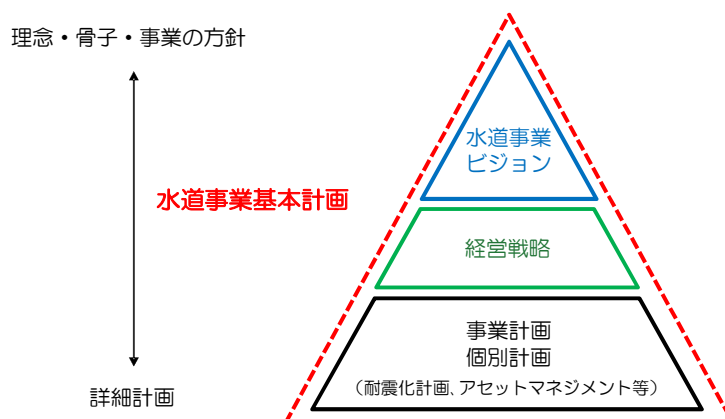 理念・骨子・事業の方針
水道事業
ビジョン
水道事業基本計画
経営戦略
事業計画
個別計画
（耐震化計画、アセットマネジメント等）
詳細計画